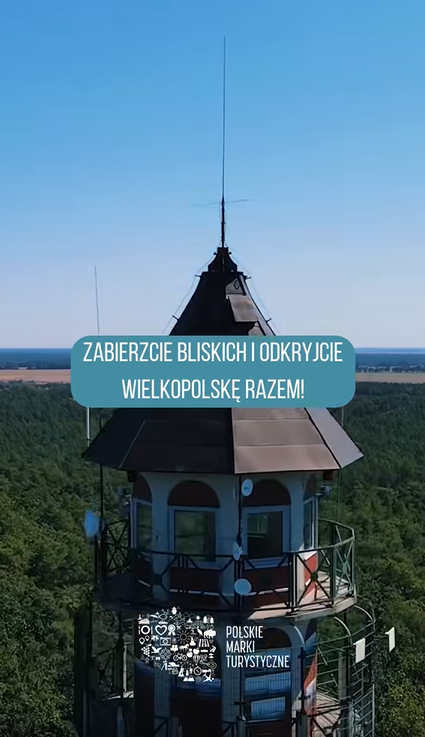 ZABIERZCIE BLISKICH I ODKRYJCIE
WIELKOPOLSKĘ RAZEM!
POLSKIE
MARKI
TURYSTYCZNE